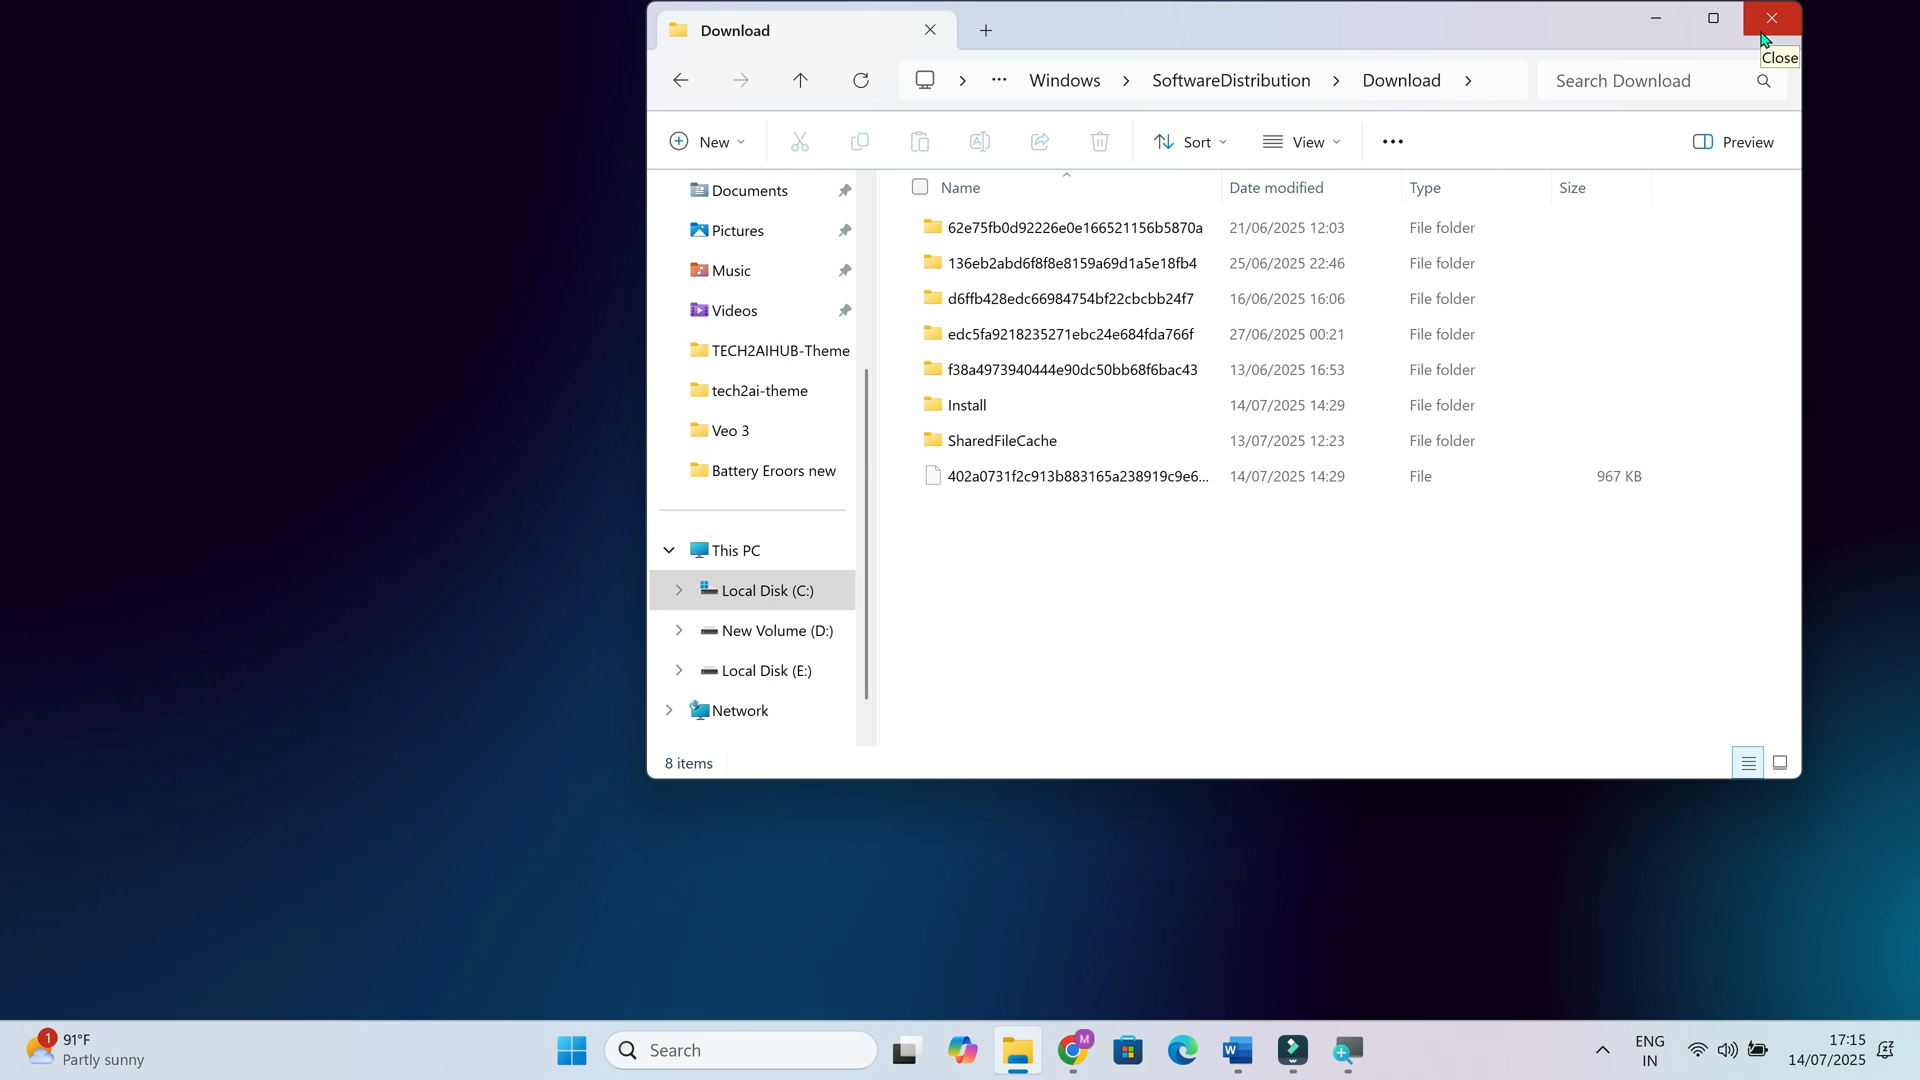 Download
Close
Windows
SoftwareDistribution
Download
Search Download
New
Sort
View
Preview
Documents
Pictures
Music
Videos
TECH2AIHUB-Theme
tech2ai-theme
Veo 3
Battery Eroors new
This PC
Local Disk (C:)
New Volume (D:)
Local Disk (E:)
Network
Name Date modified Type Size
62e75fb0d92226e0e166521156b5870a 21/06/2025 12:03 File folder
136eb2abd6f8f8e8159a69d1a5e18fb4 25/06/2025 22:46 File folder
d6ffb428edc66984754bf22cbcbb24f7 16/06/2025 16:06 File folder
edc5fa9218235271ebc24e684fda766f 27/06/2025 00:21 File folder
f38a4973940444e90dc50bb68f6bac43 13/06/2025 16:53 File folder
Install 14/07/2025 14:29 File folder
SharedFileCache 13/07/2025 12:23 File folder
402a0731f2c913b883165a238919c9e6... 14/07/2025 14:29 File 967 KB
8 items
1
91°F
Partly sunny
Search
M
W
ENG
IN
17:15
14/07/2025